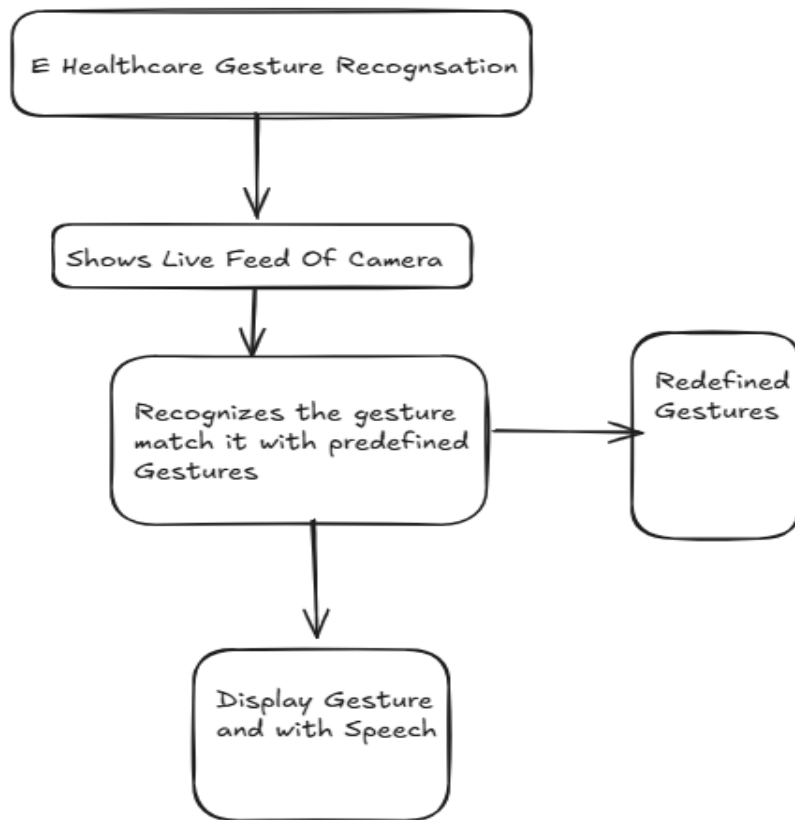 E Healthcare Gesture Recognsation
Shows Live Feed Of Camera
Recognizes the gesture
match it with predefined
Gestures
Redefined
Gestures
Display Gesture
and with Speech